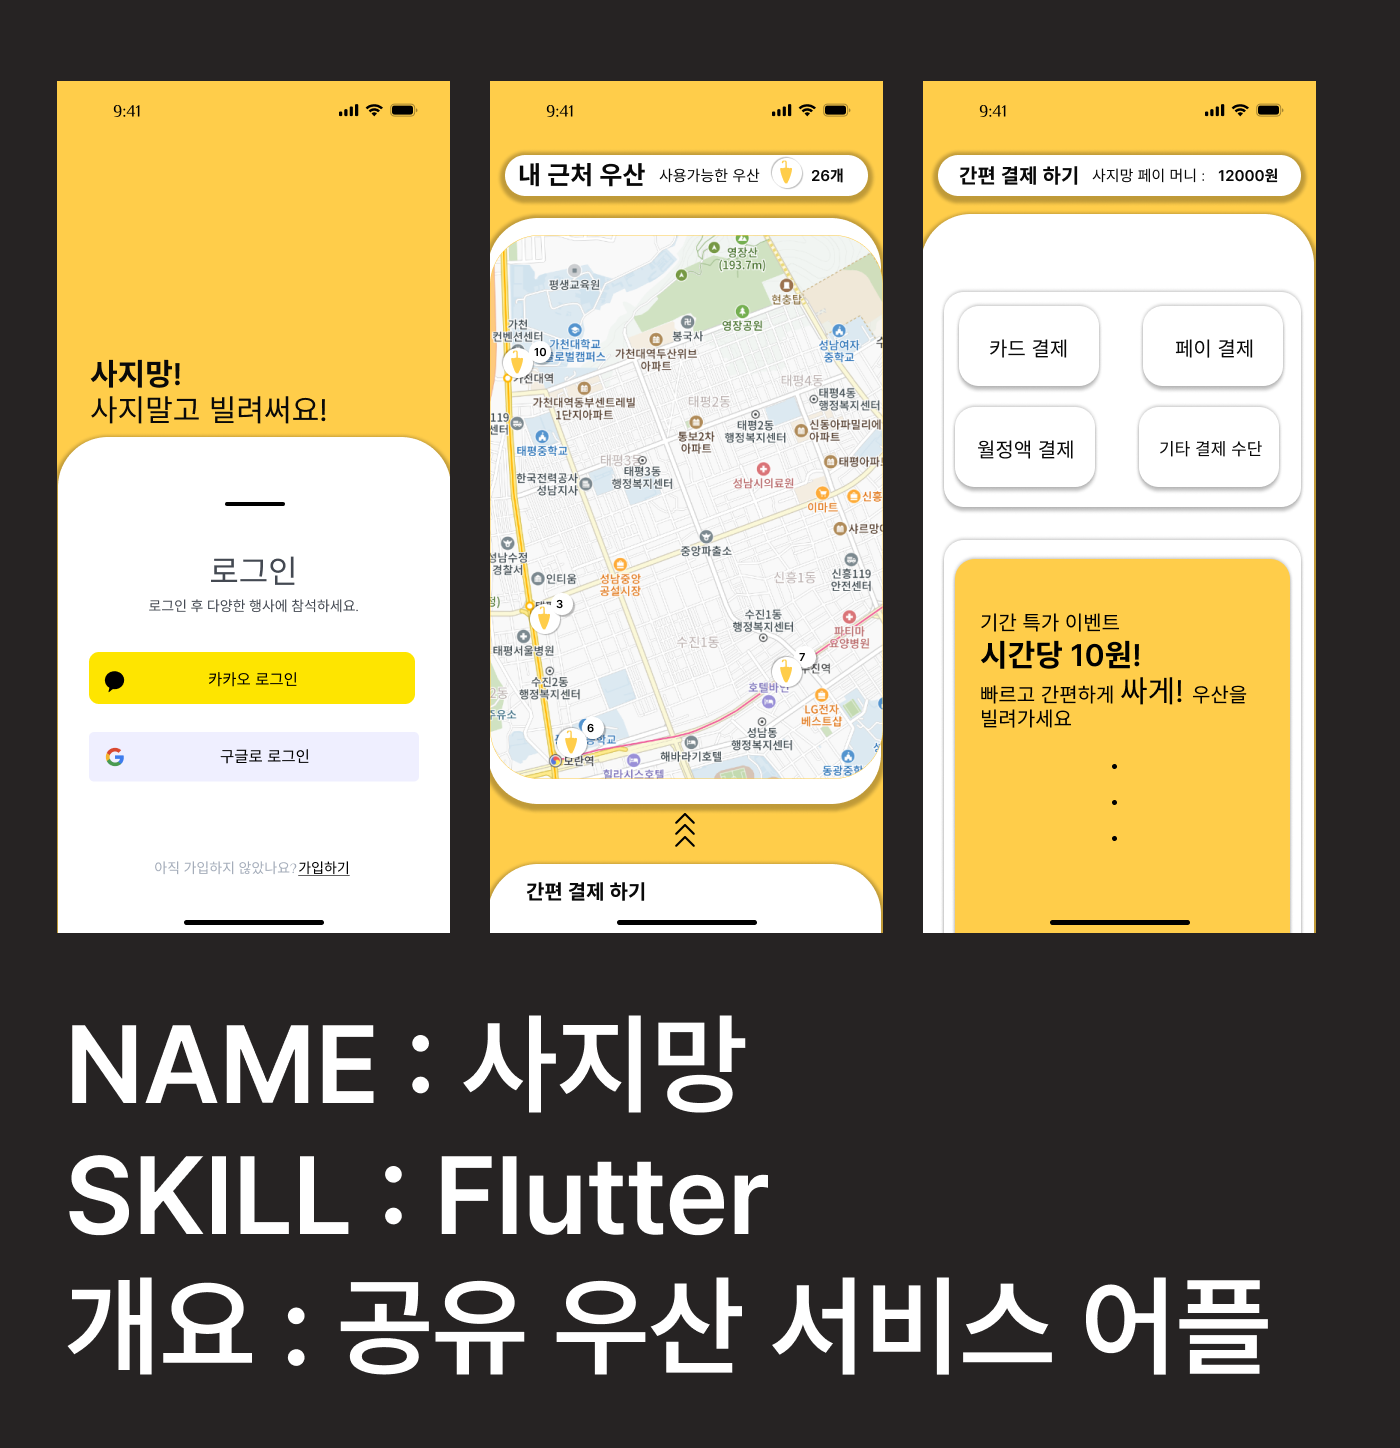 9:41
사지망!
사지말고 빌려써요!
로그인
로그인 후 다양한 행사에 참석하세요.
카카오 로그인
구글로 로그인
아직 가입하지 않았나요? 가입하기
9:41
내 근처 우산 사용가능한 우산 26개
영장산
(193.7m)
평생교육원
현충탑
가천
컨벤션센터
10
가천대학교
글로벌캠퍼스
봉국사
영장공원
가천대역두산위브
아파트
성남여자
중학교
가천대역
가천대역동부센트레빌
1단지아파트
태평4동
태평2동
태평4동
행정복지센터
119
센터
태평중학교
통보2차
아파트
태평2동
행정복지센터
신동아파밀리에
아파트
태평3동
태평3동
행정복지센터
한국전력공사
성남지사
성남시의료원
태평아파
이마트
신흥
샤르망
성남수정
경찰서
중앙파출소
인티움
성남중앙
공설시장
신흥1동
신흥119
안전센터
3
수진1동
행정복지센터
수진1동
파티마
요양병원
태평서울병원
7
수진역
수진2동
행정복지센터
2동
주유소
호텔바인
LG전자
베스트샵
6
성남동
행정복지센터
모란역
해바라기호텔
힐라시스호텔
동광중학
간편 결제 하기
9:41
간편 결제 하기 사지망 페이 머니 : 12000원
카드 결제
페이 결제
월정액 결제
기타 결제 수단
기간 특가 이벤트
시간당 10원!
빠르고 간편하게 싸게! 우산을
빌려가세요
NAME : 사지망
SKILL : Flutter
개요 : 공유 우산 서비스 어플